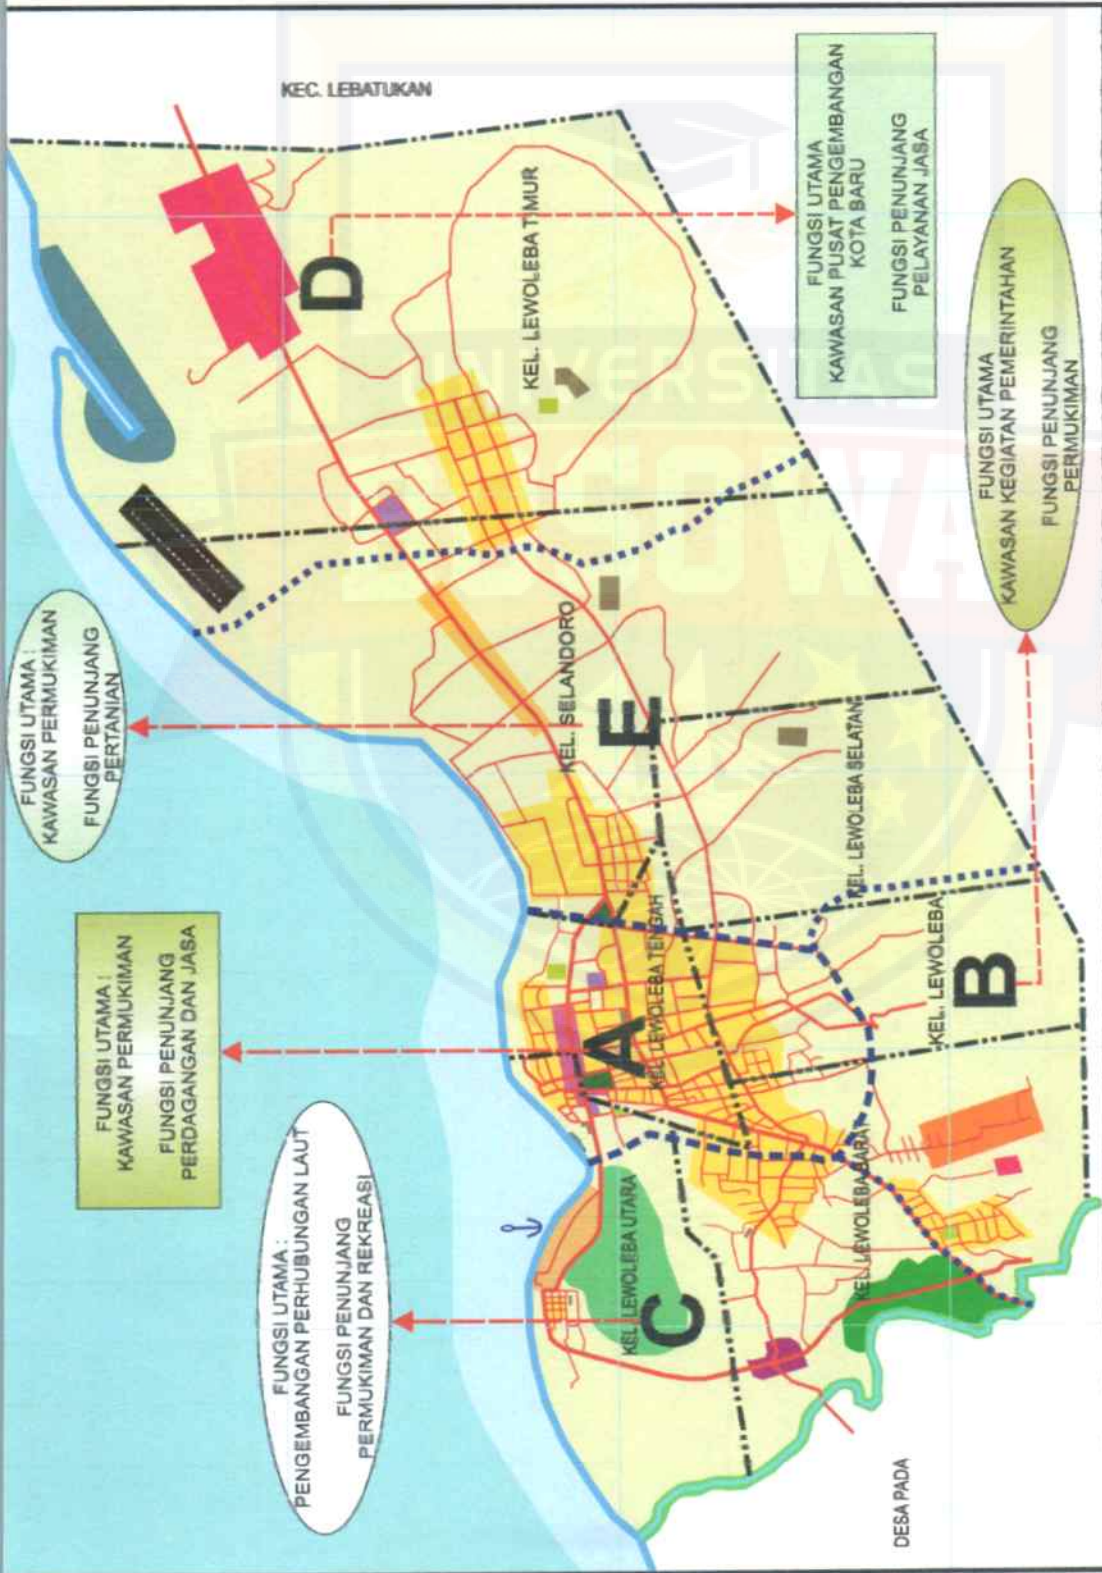 FUNGSI UTAMA :
PENGEMBANGAN PERHUBUNGAN LAUT
FUNGSI PENUNJANG
PERMUKIMAN DAN REKREASI
FUNGSI UTAMA :
KAWASAN PERMUKIMAN
FUNGSI PENUNJANG
PERDAGANGAN DAN JASA
FUNGSI UTAMA :
KAWASAN PERMUKIMAN
FUNGSI PENUNJANG
PERTANIAN
KEC. LEBATUKAN
D
KEL. LEWOLEBA TIMUR
KEL. SELANDORO
E
KEL. LEWOLEBA SELATAN
A
KEL. LEWOLEBA TENGAH
KEL. LEWOLEBA UTARA
C
KEL. LEWOLEBA BARAT
KEL. LEWOLEBA
B
DESA PADA
FUNGSI UTAMA
KAWASAN PUSAT PENGEMBANGAN
KOTA BARU
FUNGSI PENUNJANG
PELAYANAN JASA
FUNGSI UTAMA
KAWASAN KEGIATAN PEMERINTAHAN
FUNGSI PENUNJANG
PERMUKIMAN
UNIVERSITAS
BOSOWA